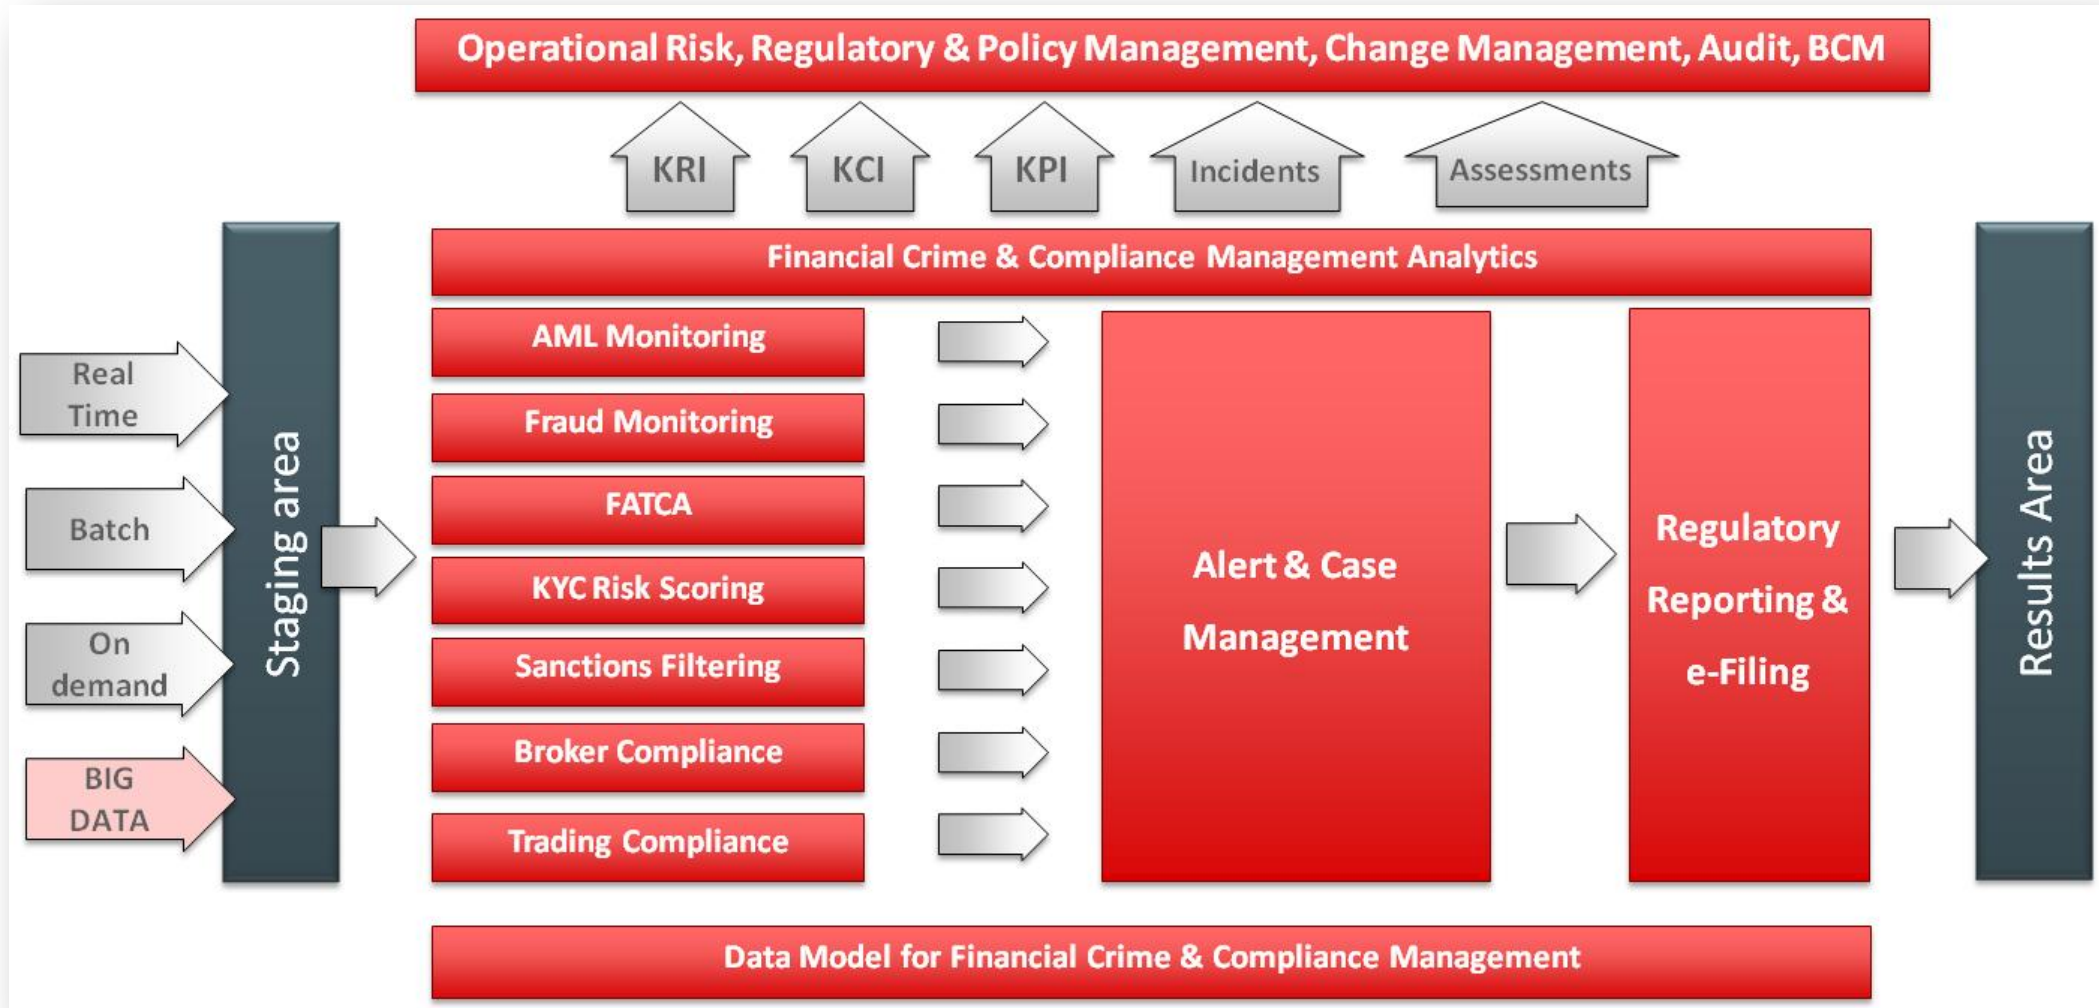 Operational Risk, Regulatory & Policy Management, Change Management, Audit, BCM
KRI
KCI
KPI
Incidents
Assessments
Financial Crime & Compliance Management Analytics
Real
Time
Batch
On
demand
BIG
DATA
Staging area
AML Monitoring
Fraud Monitoring
FATCA
KYC Risk Scoring
Sanctions Filtering
Broker Compliance
Trading Compliance
Alert & Case
Management
Regulatory
Reporting &
e-Filing
Results Area
Data Model for Financial Crime & Compliance Management